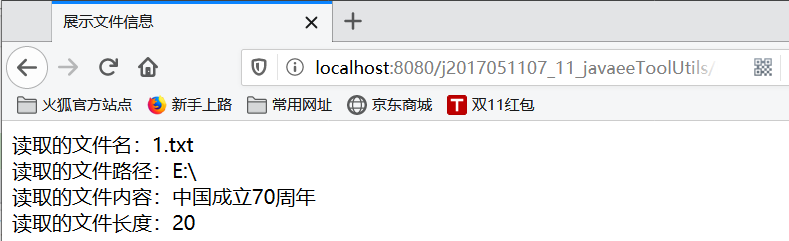 展示文件信息
localhost:8080/j2017051107_11_javaeeToolUtils/
火狐官方站点 新手上路 常用网址 京东商城 T 双11红包
读取的文件名：1.txt
读取的文件路径：E:\
读取的文件内容：中国成立70周年
读取的文件长度：20